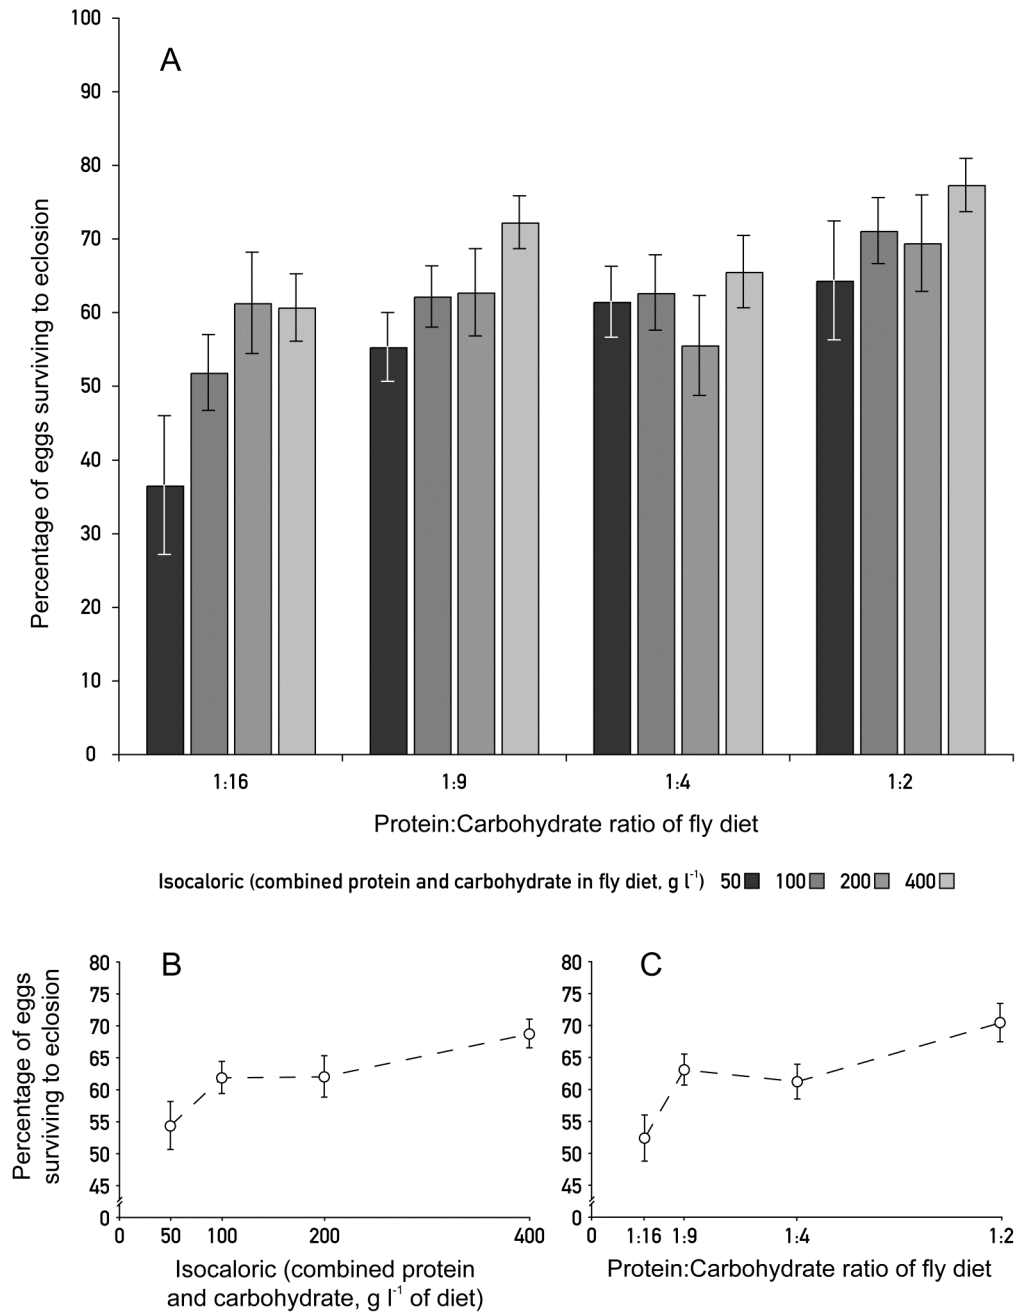 A
Percentage of eggs surviving to eclosion
100
90
80
70
60
50
40
30
20
10
0
1:16 1:9 1:4 1:2
Protein:Carbohydrate ratio of fly diet
Isocaloric (combined protein and carbohydrate in fly diet, g l⁻¹) 50 100 200 400
B
Percentage of eggs
surviving to eclosion
80
75
70
65
60
55
50
45
0
0 50 100 200 400
Isocaloric (combined protein
and carbohydrate, g l⁻¹ of diet)
C
80
75
70
65
60
55
50
45
0
0 1:16 1:9 1:4 1:2
Protein:Carbohydrate ratio of fly diet